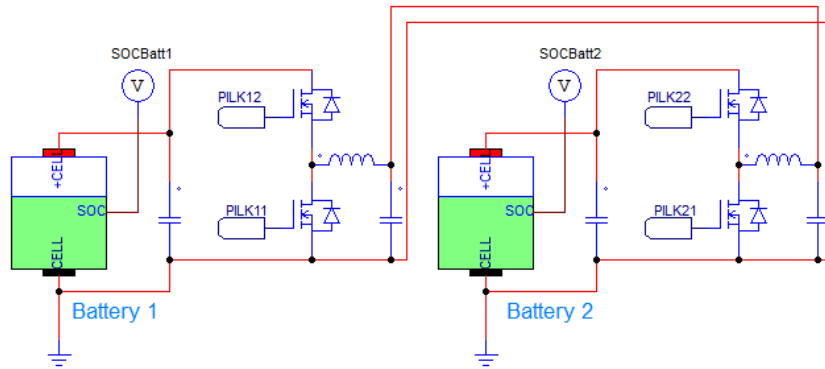 SOCBatt1
V
PILK12
+CELL
SOC
PILK11
CELL
Battery 1
SOCBatt2
V
PILK22
+CELL
SOC
PILK21
CELL
Battery 2